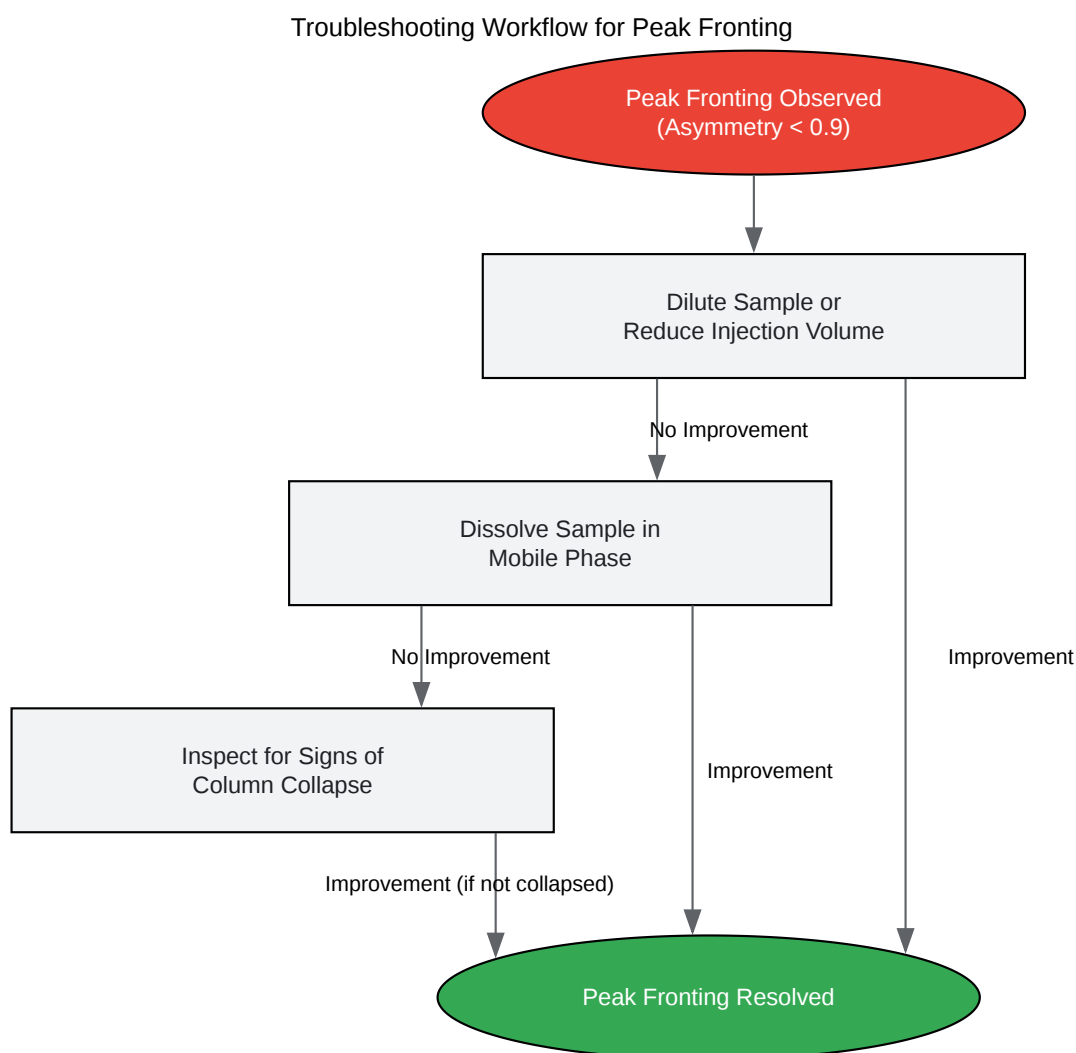 Troubleshooting Workflow for Peak Fronting
Peak Fronting Observed
(Asymmetry < 0.9)
Dilute Sample or
Reduce Injection Volume
No Improvement
Dissolve Sample in
Mobile Phase
No Improvement
Improvement
Inspect for Signs of
Column Collapse
Improvement
Improvement (if not collapsed)
Peak Fronting Resolved